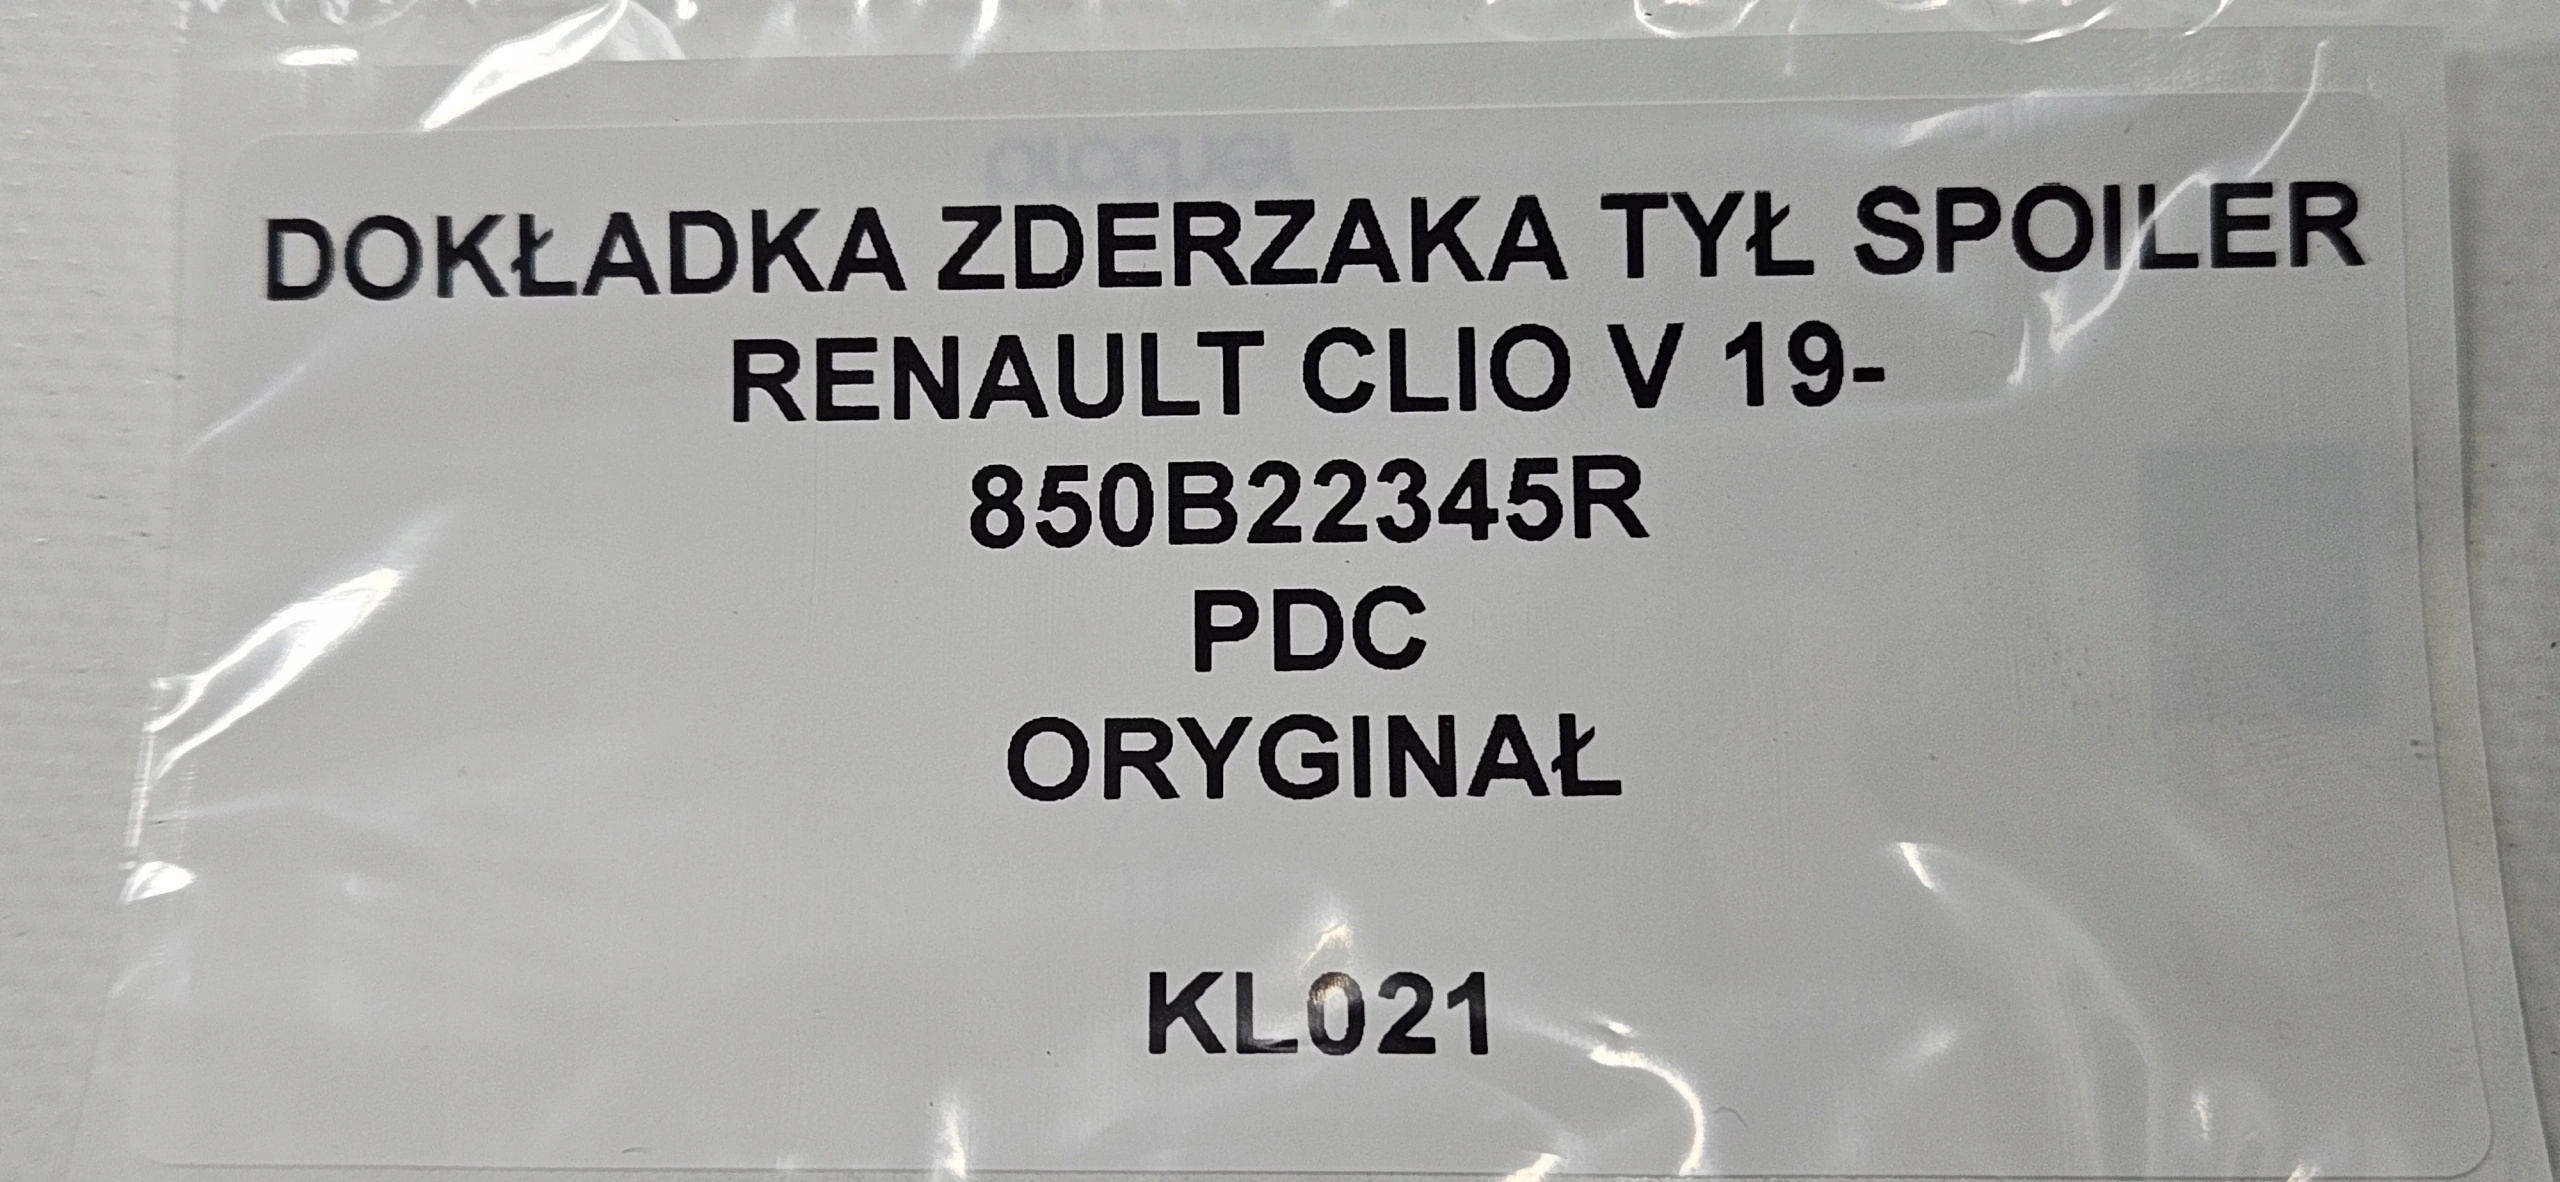 DOKŁADKA ZDERZAKA TYŁ SPOILER
RENAULT CLIO V 19-
850B22345R
PDC
ORYGINAŁ
KL021